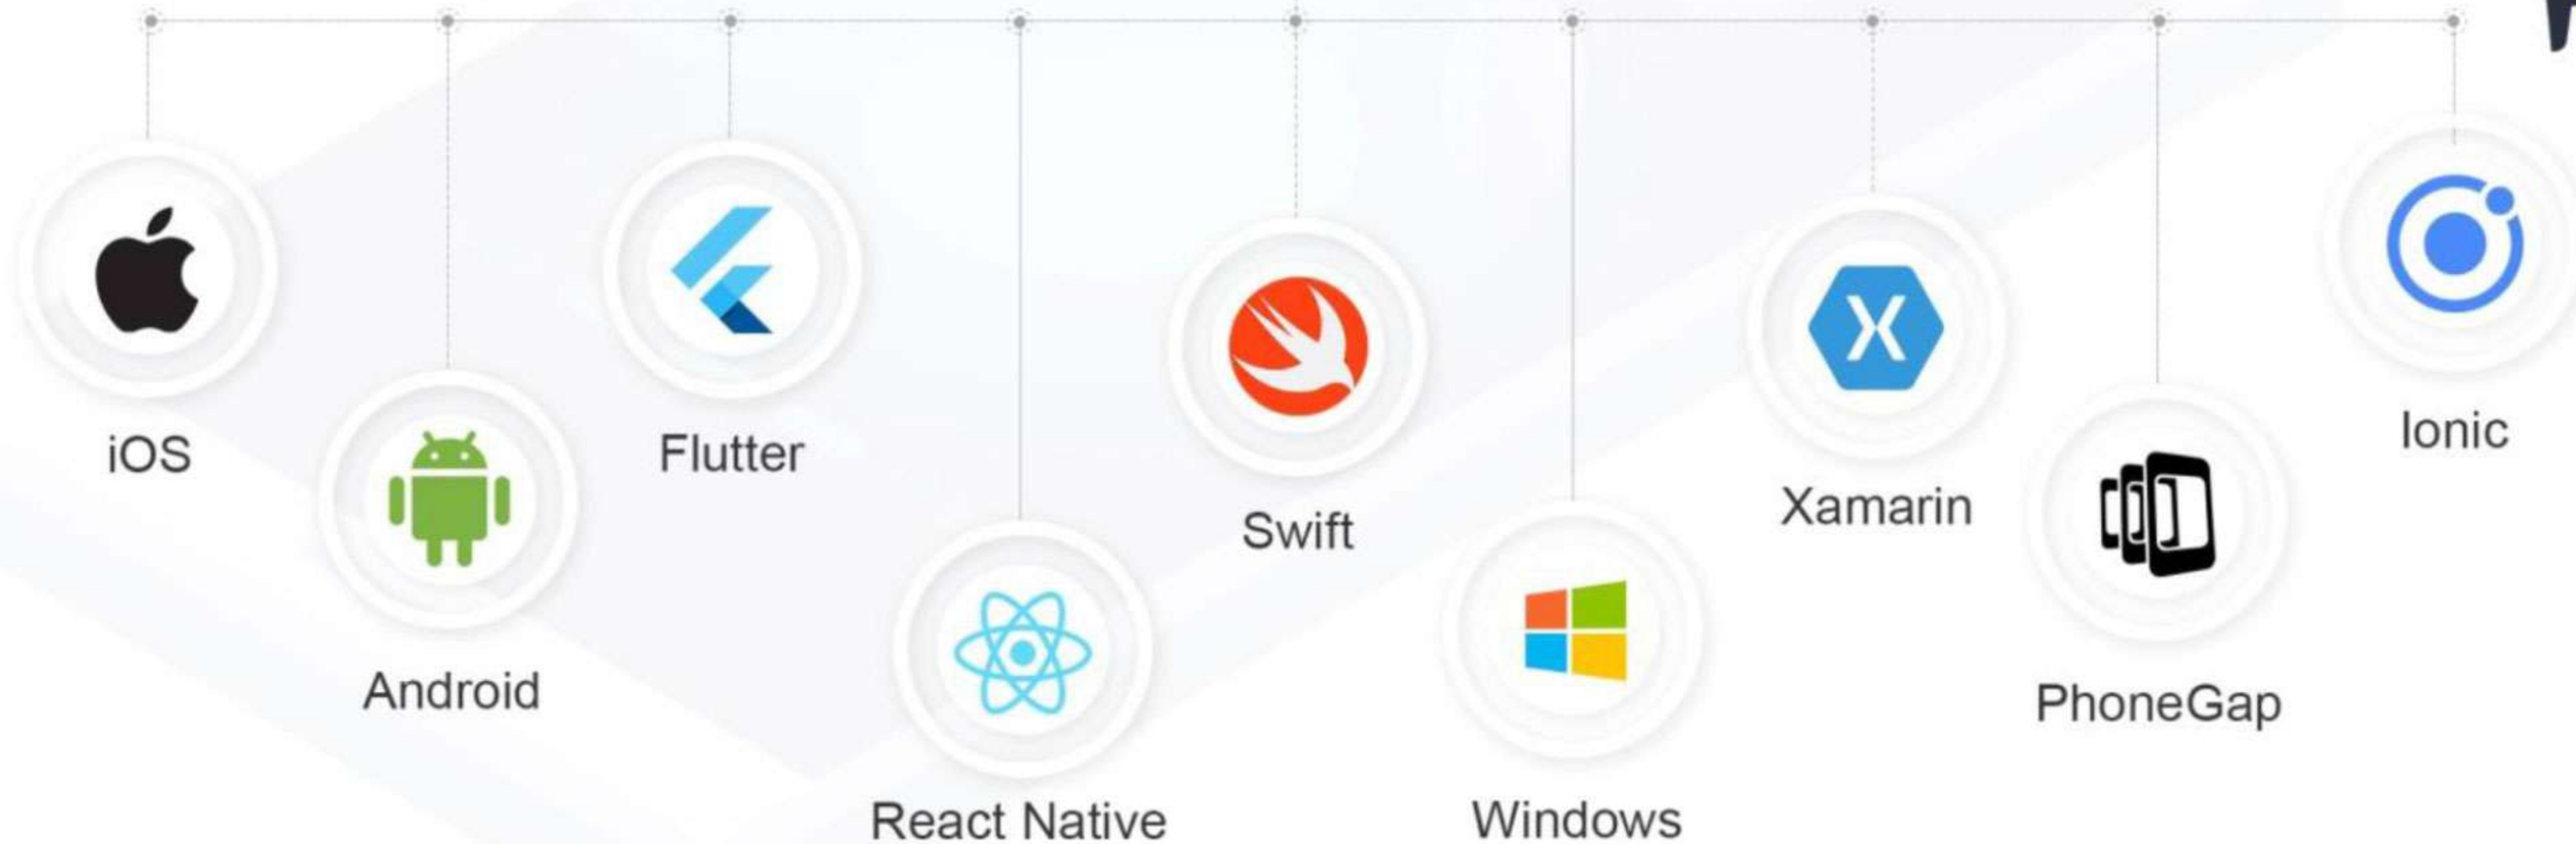 iOS
Android
Flutter
React Native
Swift
Windows
Xamarin
PhoneGap
Ionic